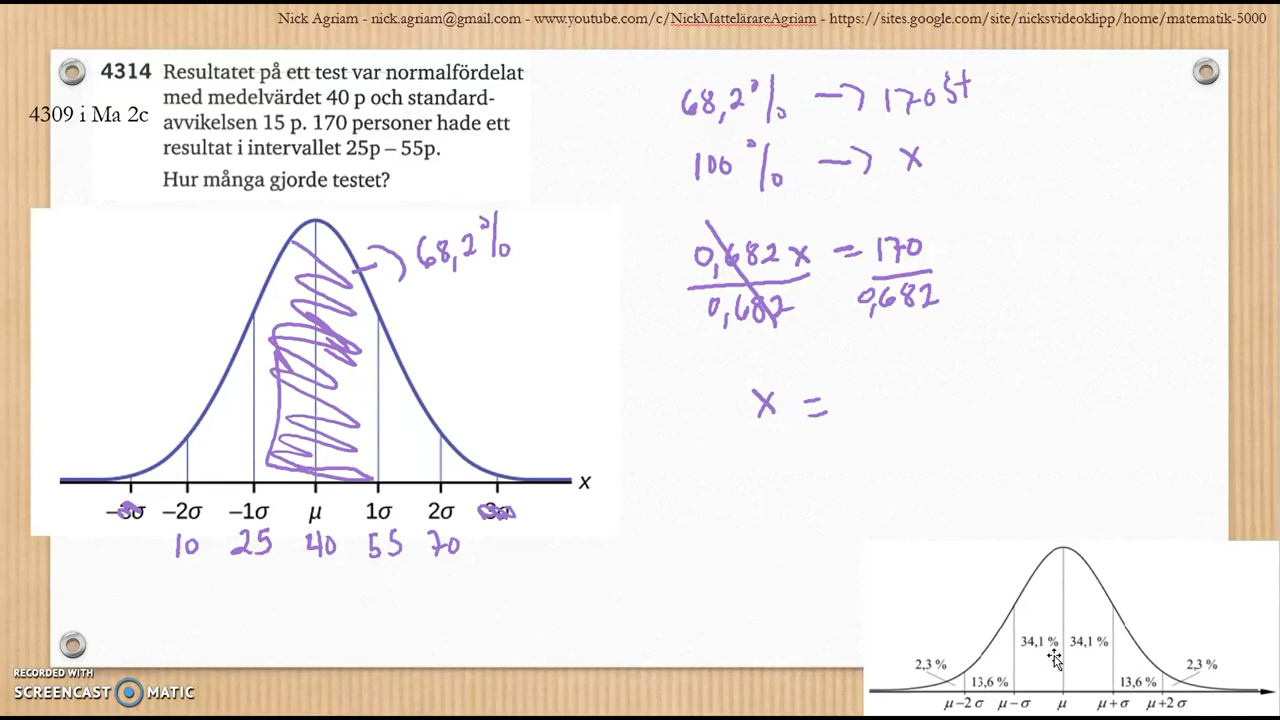 Nick Agriam - nick.agriam@gmail.com - www.youtube.com/c/NickMattelärareAgriam - https://sites.google.com/site/nicksvideoklipp/home/matematik-5000
4314 Resultatet på ett test var normalfördelat
med medelvärdet 40 p och standard-
avvikelsen 15 p. 170 personer hade ett
resultat i intervallet 25p – 55p.
Hur många gjorde testet?
4309 i Ma 2c
68,2%
x
–3σ –2σ –1σ μ 1σ 2σ
10 25 40 55 70
68,2% → 170 st
100% → x
0,682x = 170
0,682 0,682
x =
34,1 % 34,1 %
2,3 % 2,3 %
13,6 % 13,6 %
μ−2σ μ−σ μ μ+σ μ+2σ
RECORDED WITH
SCREENCAST MATIC